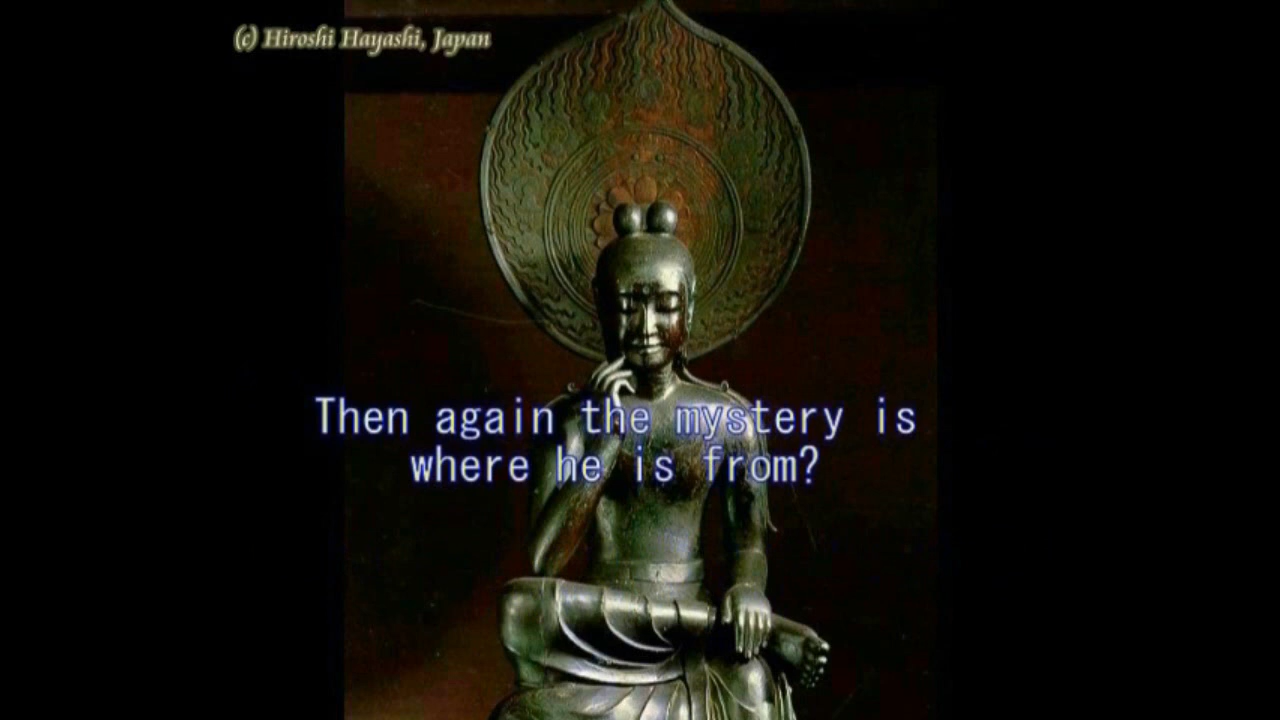 (c) Hiroshi Hayashi, Japan
Then again the mystery is
where he is from?